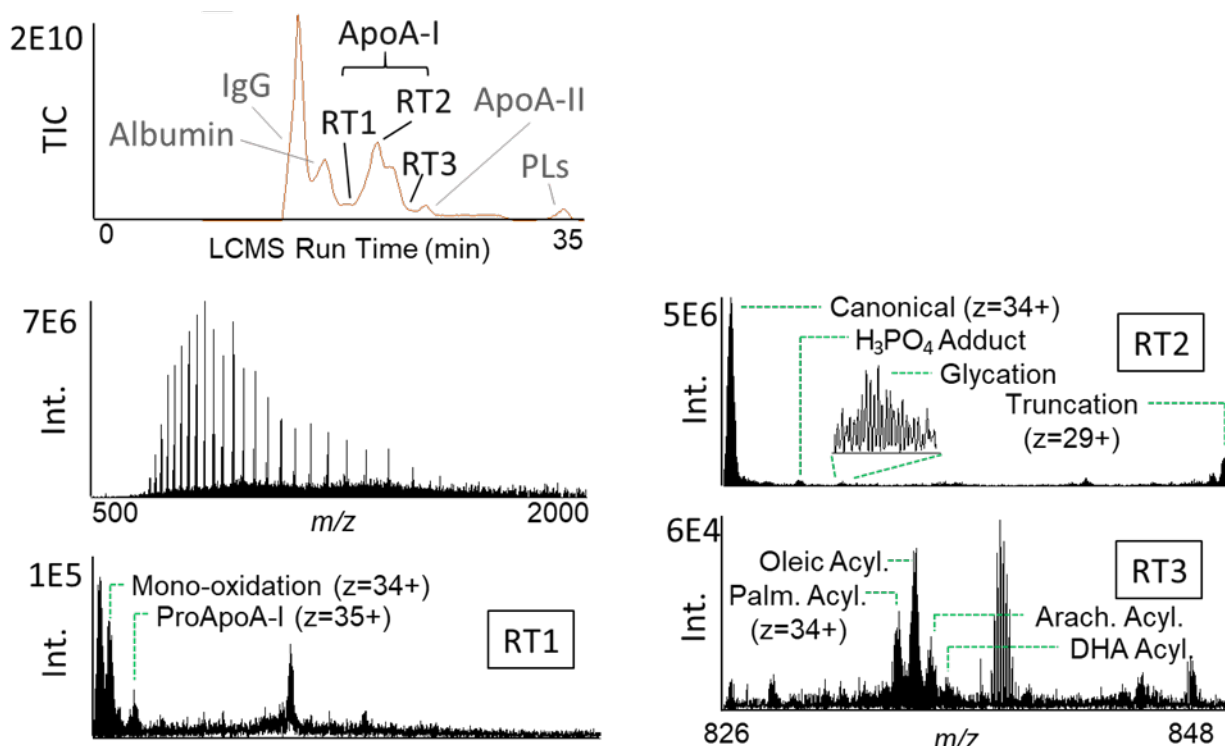 2E10
TIC
IgG
Albumin
ApoA-I
RT1
RT2
RT3
ApoA-II
PLs
0
LCMS Run Time (min)
35
7E6
Int.
500
m/z
2000
1E5
Int.
Mono-oxidation (z=34+)
ProApoA-I (z=35+)
RT1
5E6
Int.
Canonical (z=34+)
H₃PO₄ Adduct
Glycation
Truncation
(z=29+)
RT2
6E4
Int.
Oleic Acyl.
Palm. Acyl.
(z=34+)
Arach. Acyl.
DHA Acyl.
RT3
826
m/z
848